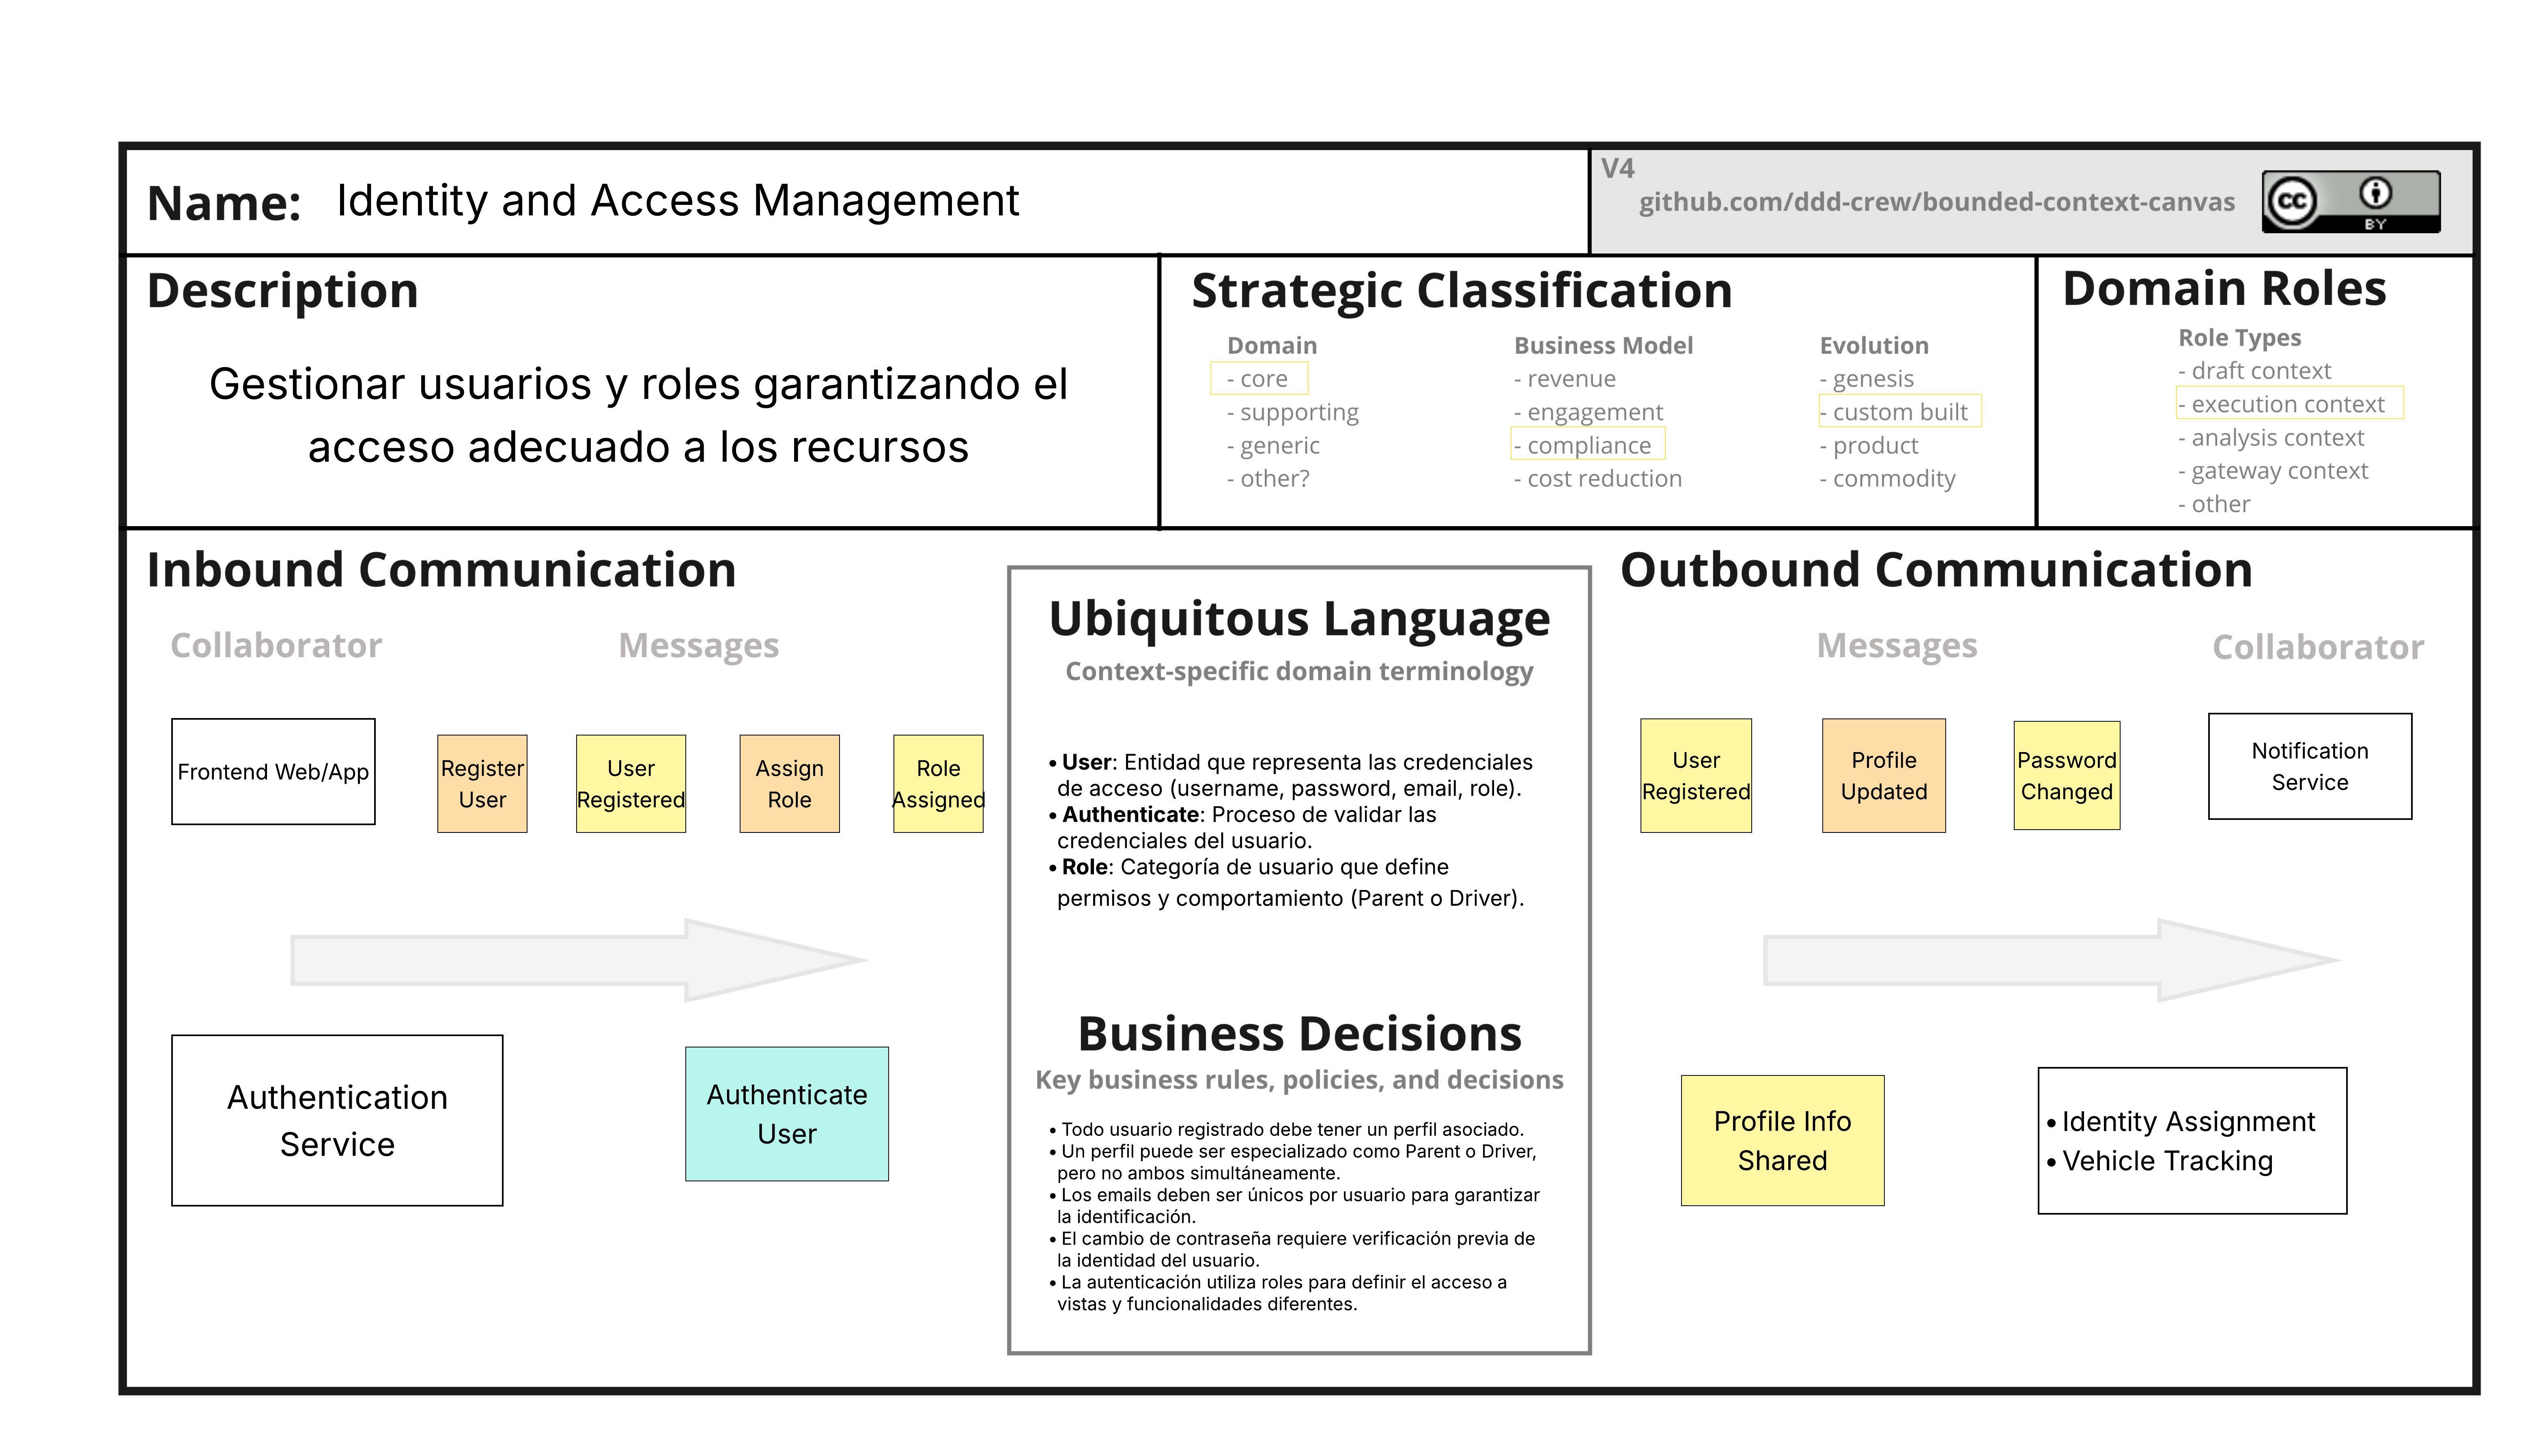 Name: Identity and Access Management
V4
github.com/ddd-crew/bounded-context-canvas
cc
BY
Description
Gestionar usuarios y roles garantizando el
acceso adecuado a los recursos
Strategic Classification
Domain
- core
- supporting
- generic
- other?
Business Model
- revenue
- engagement
- compliance
- cost reduction
Evolution
- genesis
- custom built
- product
- commodity
Domain Roles
Role Types
- draft context
- execution context
- analysis context
- gateway context
- other
Inbound Communication
Collaborator
Messages
Frontend Web/App
Register
User
User
Registered
Assign
Role
Role
Assigned
Authentication
Service
Authenticate
User
Ubiquitous Language
Context-specific domain terminology
• User: Entidad que representa las credenciales
de acceso (username, password, email, role).
• Authenticate: Proceso de validar las
credenciales del usuario.
• Role: Categoría de usuario que define
permisos y comportamiento (Parent o Driver).
Business Decisions
Key business rules, policies, and decisions
• Todo usuario registrado debe tener un perfil asociado.
• Un perfil puede ser especializado como Parent o Driver,
pero no ambos simultáneamente.
• Los emails deben ser únicos por usuario para garantizar
la identificación.
• El cambio de contraseña requiere verificación previa de
la identidad del usuario.
• La autenticación utiliza roles para definir el acceso a
vistas y funcionalidades diferentes.
Outbound Communication
Messages
Collaborator
User
Registered
Profile
Updated
Password
Changed
Notification
Service
Profile Info
Shared
• Identity Assignment
• Vehicle Tracking